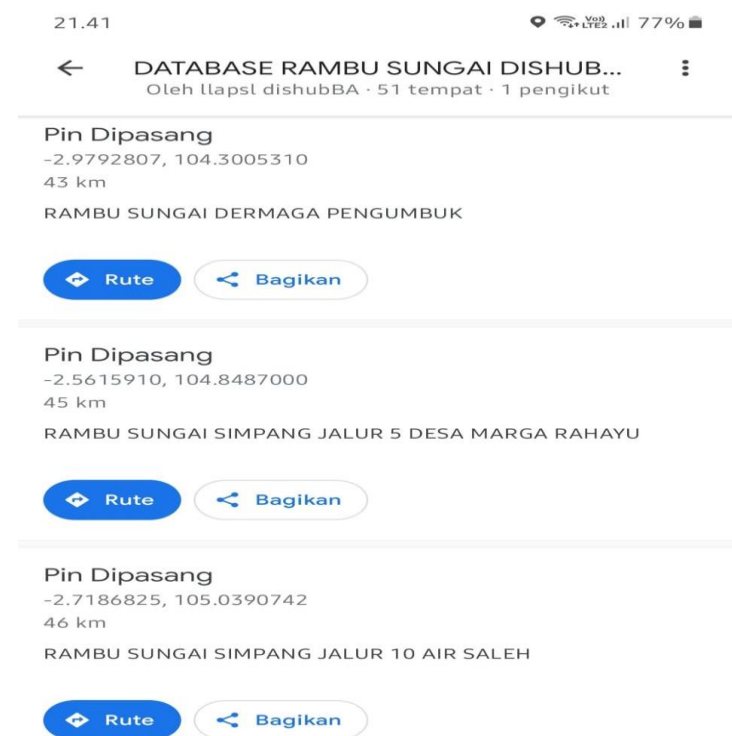 21.41
Vo)) LTE2 77%
DATABASE RAMBU SUNGAI DISHUB...
Oleh llapsl dishubBA · 51 tempat · 1 pengikut
Pin Dipasang
-2.9792807, 104.3005310
43 km
RAMBU SUNGAI DERMAGA PENGUMBUK
Rute Bagikan
Pin Dipasang
-2.5615910, 104.8487000
45 km
RAMBU SUNGAI SIMPANG JALUR 5 DESA MARGA RAHAYU
Rute Bagikan
Pin Dipasang
-2.7186825, 105.0390742
46 km
RAMBU SUNGAI SIMPANG JALUR 10 AIR SALEH
Rute Bagikan